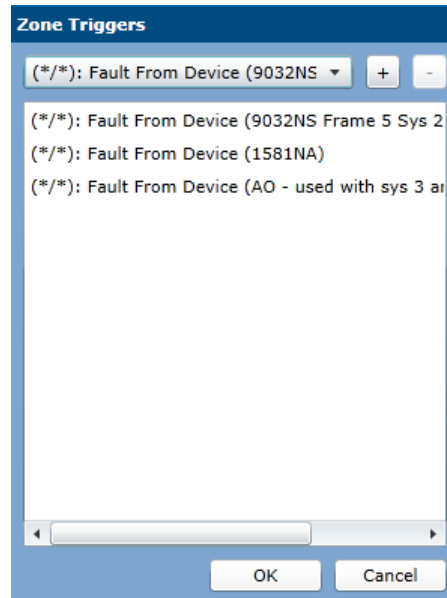 Zone Triggers
(*/*): Fault From Device (9032NS
+ -
(*/*): Fault From Device (9032NS Frame 5 Sys 2
(*/*): Fault From Device (1581NA)
(*/*): Fault From Device (AO - used with sys 3 ar
OK Cancel